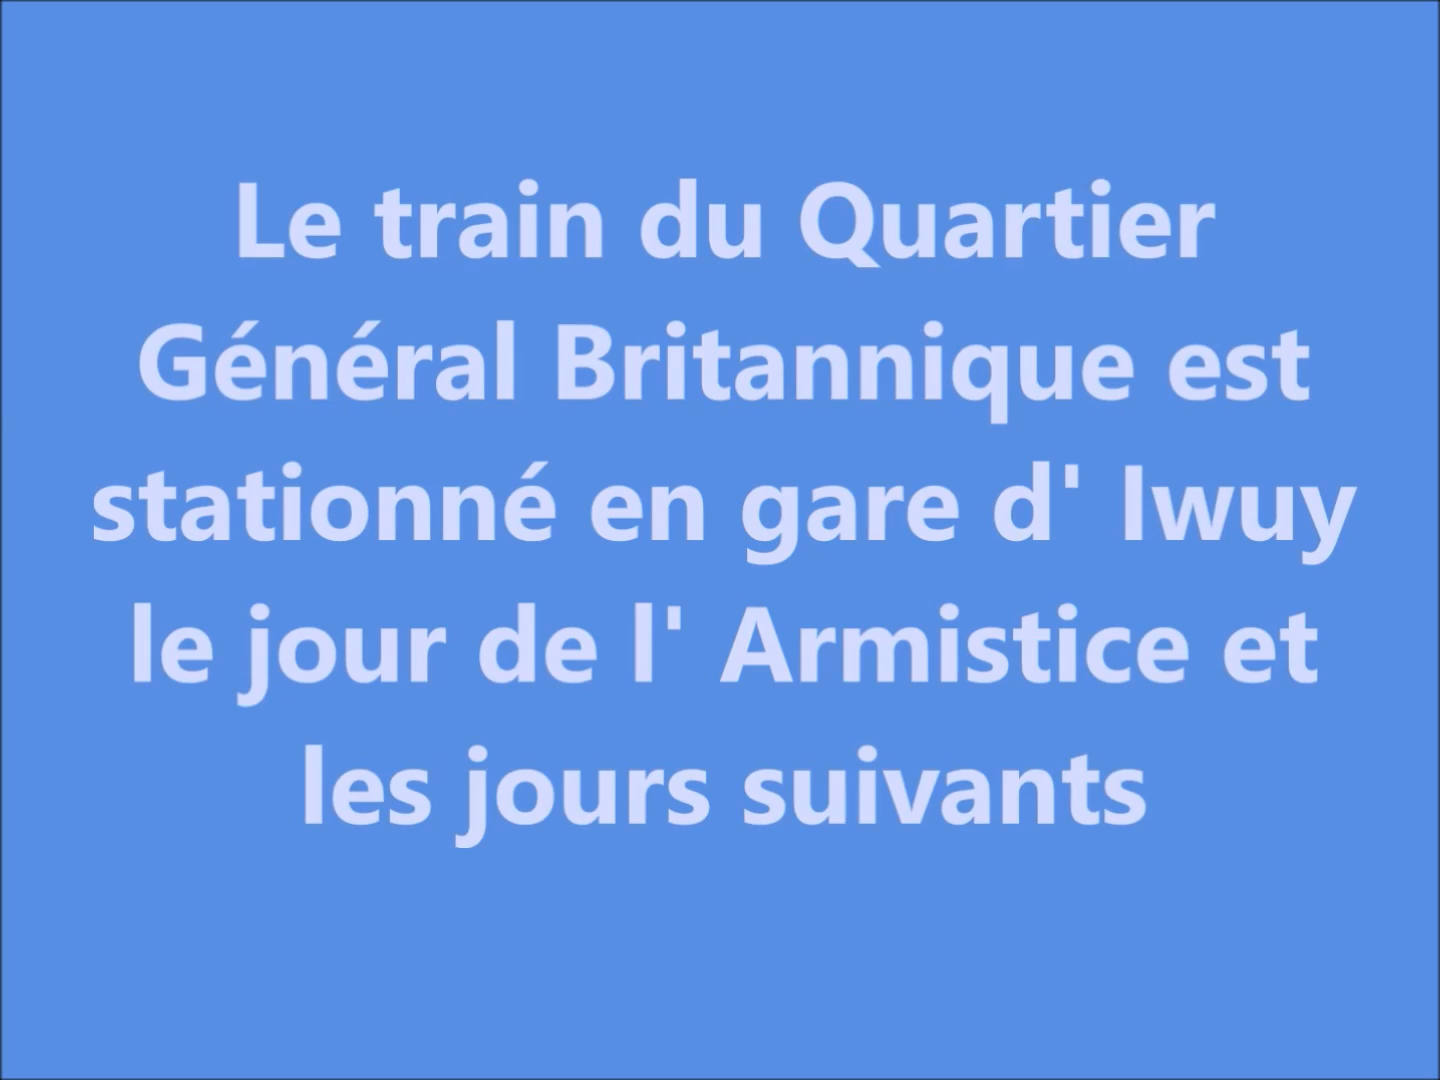 Le train du Quartier
Général Britannique est
stationné en gare d' Iwuy
le jour de l' Armistice et
les jours suivants